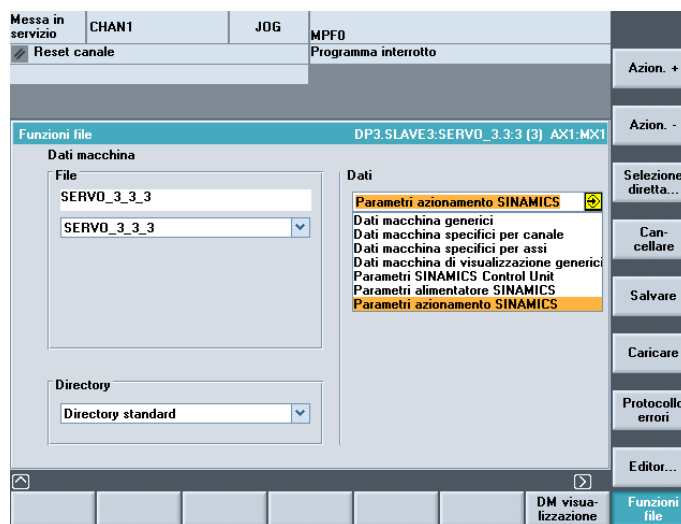 Messa in
servizio
CHAN1
JOG
MPF0
Reset canale
Programma interrotto
Azion. +
Azion. -
Funzioni file
DP3.SLAVE3:SERVO_3.3:3 (3) AX1:MX1
Dati macchina
File
SERVO_3_3_3
SERVO_3_3_3
Dati
Parametri azionamento SINAMICS
Dati macchina generici
Dati macchina specifici per canale
Dati macchina specifici per assi
Dati macchina di visualizzazione generici
Parametri SINAMICS Control Unit
Parametri alimentatore SINAMICS
Parametri azionamento SINAMICS
Directory
Directory standard
Selezione
diretta...
Can-
cellare
Salvare
Caricare
Protocollo
errori
Editor...
DM visua-
lizzazione
Funzioni
file